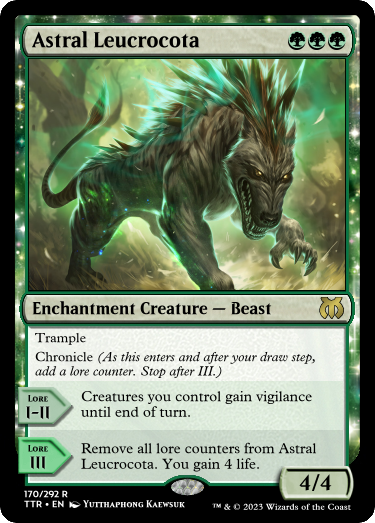 Astral Leucrocota
Enchantment Creature — Beast
Trample
Chronicle (As this enters and after your draw step,
add a lore counter. Stop after III.)
LORE
I-II
Creatures you control gain vigilance
until end of turn.
LORE
III
Remove all lore counters from Astral
Leucrocota. You gain 4 life.
4/4
170/292 R
TTR • EN YUTTHAPHONG KAEWSUK
™ & © 2023 Wizards of the Coast